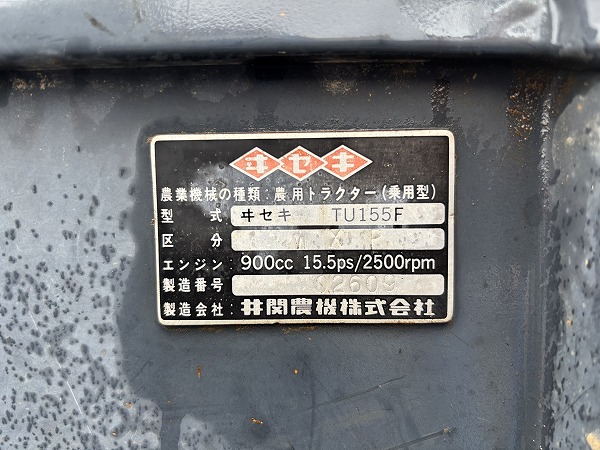 ヰセキ
農業機械の種類：農用トラクター（乗用型）
型式 ヰセキ TU155F
区分
エンジン：900cc 15.5ps/2500rpm
製造番号
製造会社：井関農機株式会社